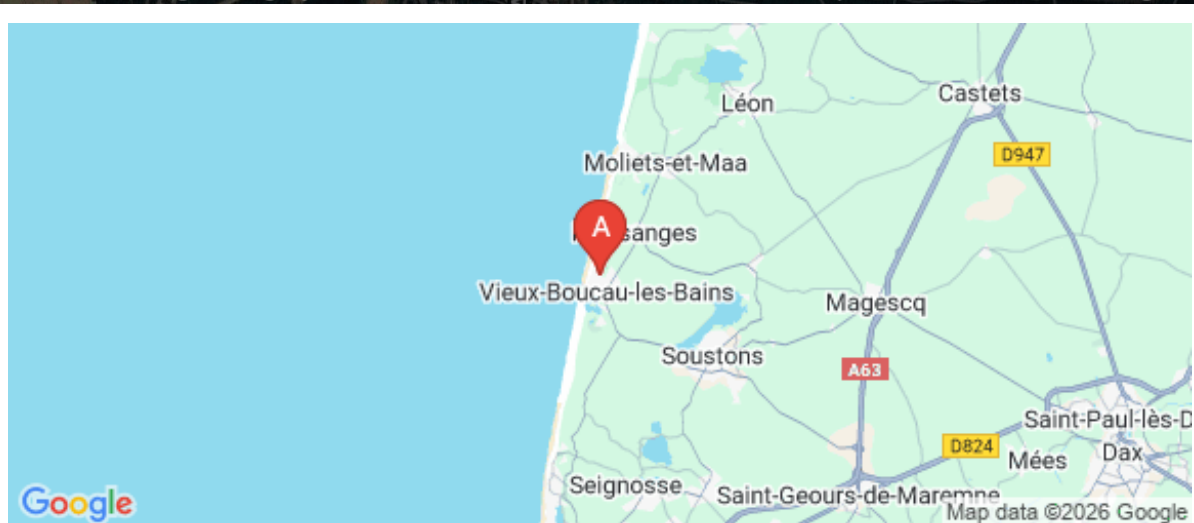 Léon
Castets
D947
Moliets-et-Maa
A
sanges
Vieux-Boucau-les-Bains
Magescq
Soustons
A63
Saint-Paul-lès-D
D824
Mées
Dax
Seignosse
Saint-Geours-de-Maremne
Google
Map data ©2026 Google